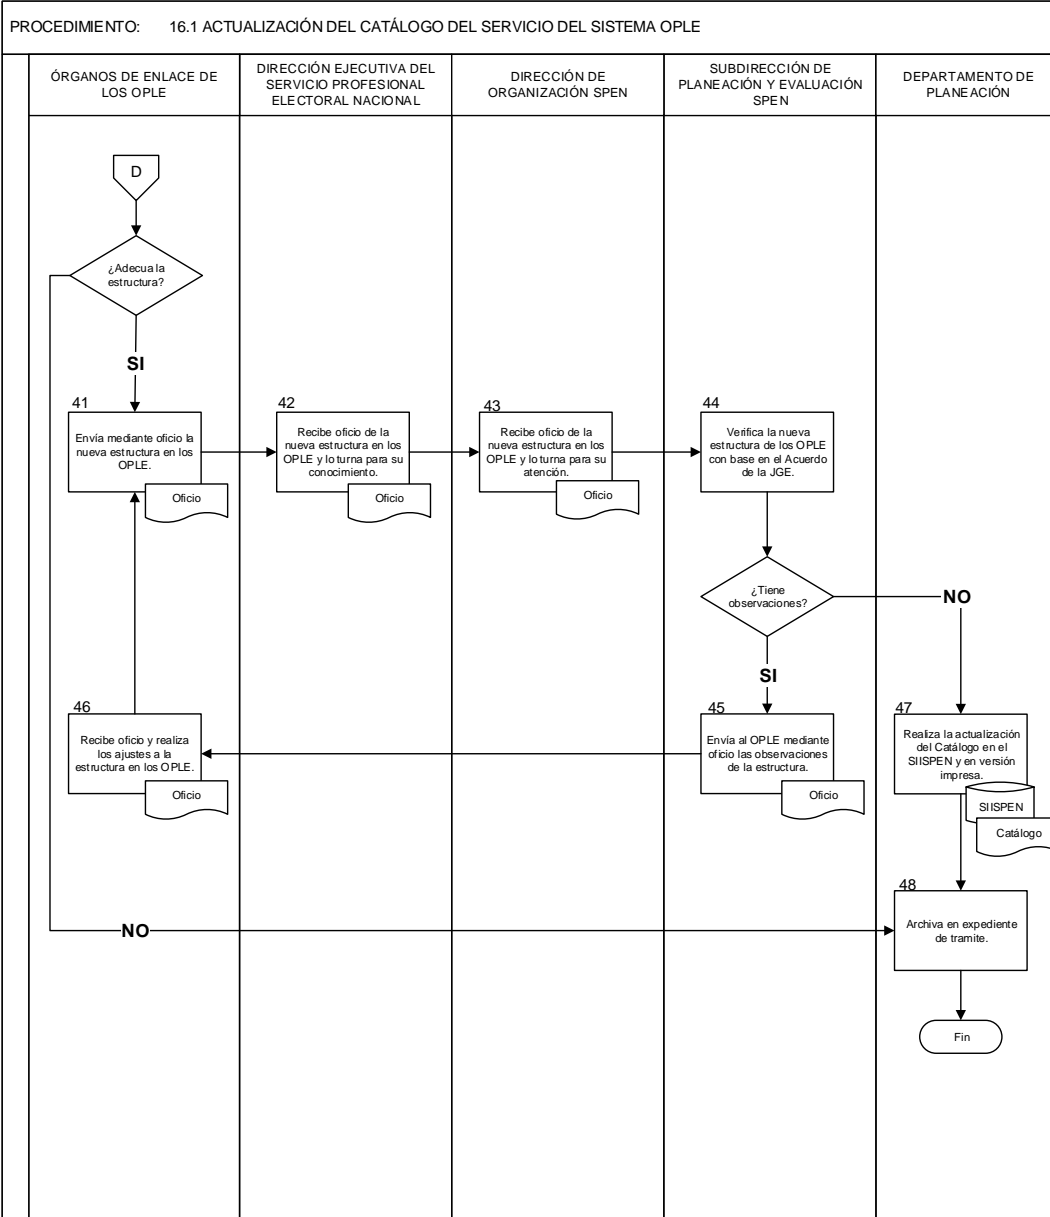 PROCEDIMIENTO: 16.1 ACTUALIZACIÓN DEL CATÁLOGO DEL SERVICIO DEL SISTEMA OPLE
ÓRGANOS DE ENLACE DE
LOS OPLE
DIRECCIÓN EJECUTIVA DEL
SERVICIO PROFESIONAL
ELECTORAL NACIONAL
DIRECCIÓN DE
ORGANIZACIÓN SPEN
SUBDIRECCIÓN DE
PLANEACIÓN Y EVALUACIÓN
SPEN
DEPARTAMENTO DE
PLANEACIÓN
D
¿Adecua la
estructura?
SI
41
Envía mediante oficio la
nueva estructura en los
OPLE.
Oficio
42
Recibe oficio de la
nueva estructura en los
OPLE y lo turna para su
conocimiento.
Oficio
43
Recibe oficio de la
nueva estructura en los
OPLE y lo turna para su
atención.
Oficio
44
Verifica la nueva
estructura de los OPLE
con base en el Acuerdo
de la JGE.
¿Tiene
observaciones?
NO
SI
45
Envía al OPLE mediante
oficio las observaciones
de la estructura.
Oficio
46
Recibe oficio y realiza
los ajustes a la
estructura en los OPLE.
Oficio
47
Realiza la actualización
del Catálogo en el
SIISPEN y en versión
impresa.
SIISPEN
Catálogo
48
Archiva en expediente
de tramite.
NO
Fin